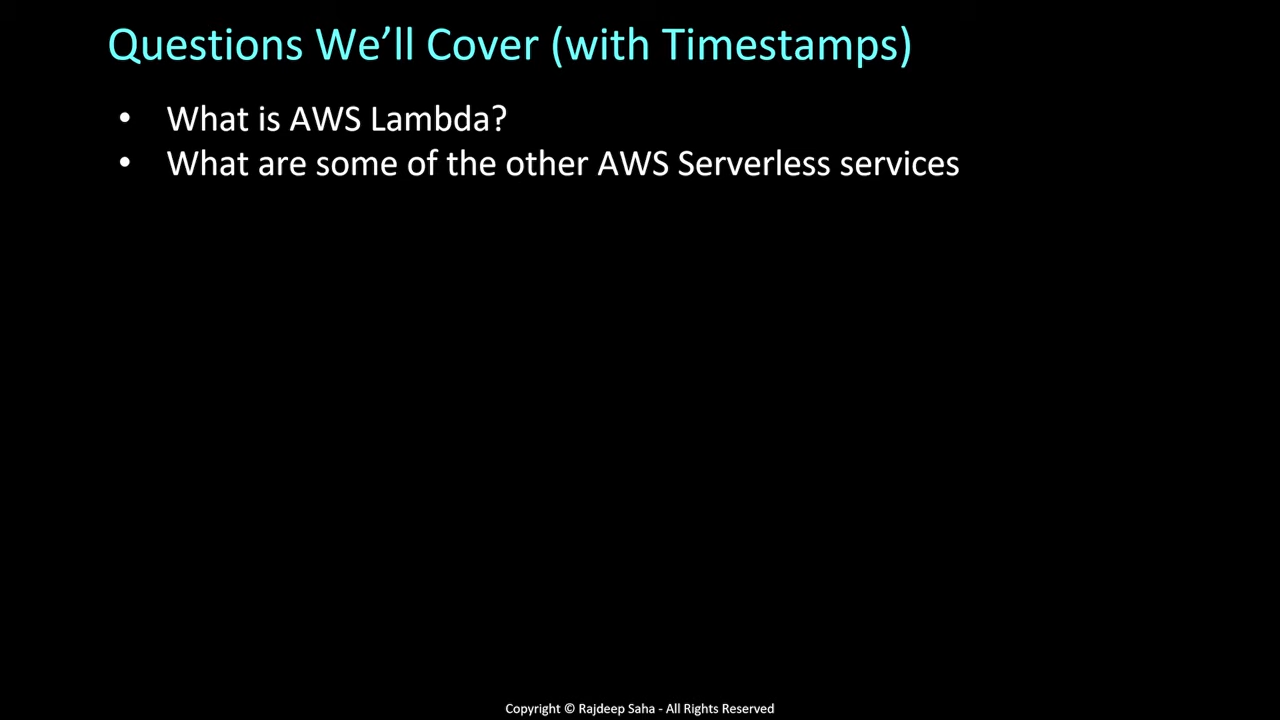 Questions We’ll Cover (with Timestamps)
• What is AWS Lambda?
• What are some of the other AWS Serverless services
Copyright © Rajdeep Saha - All Rights Reserved